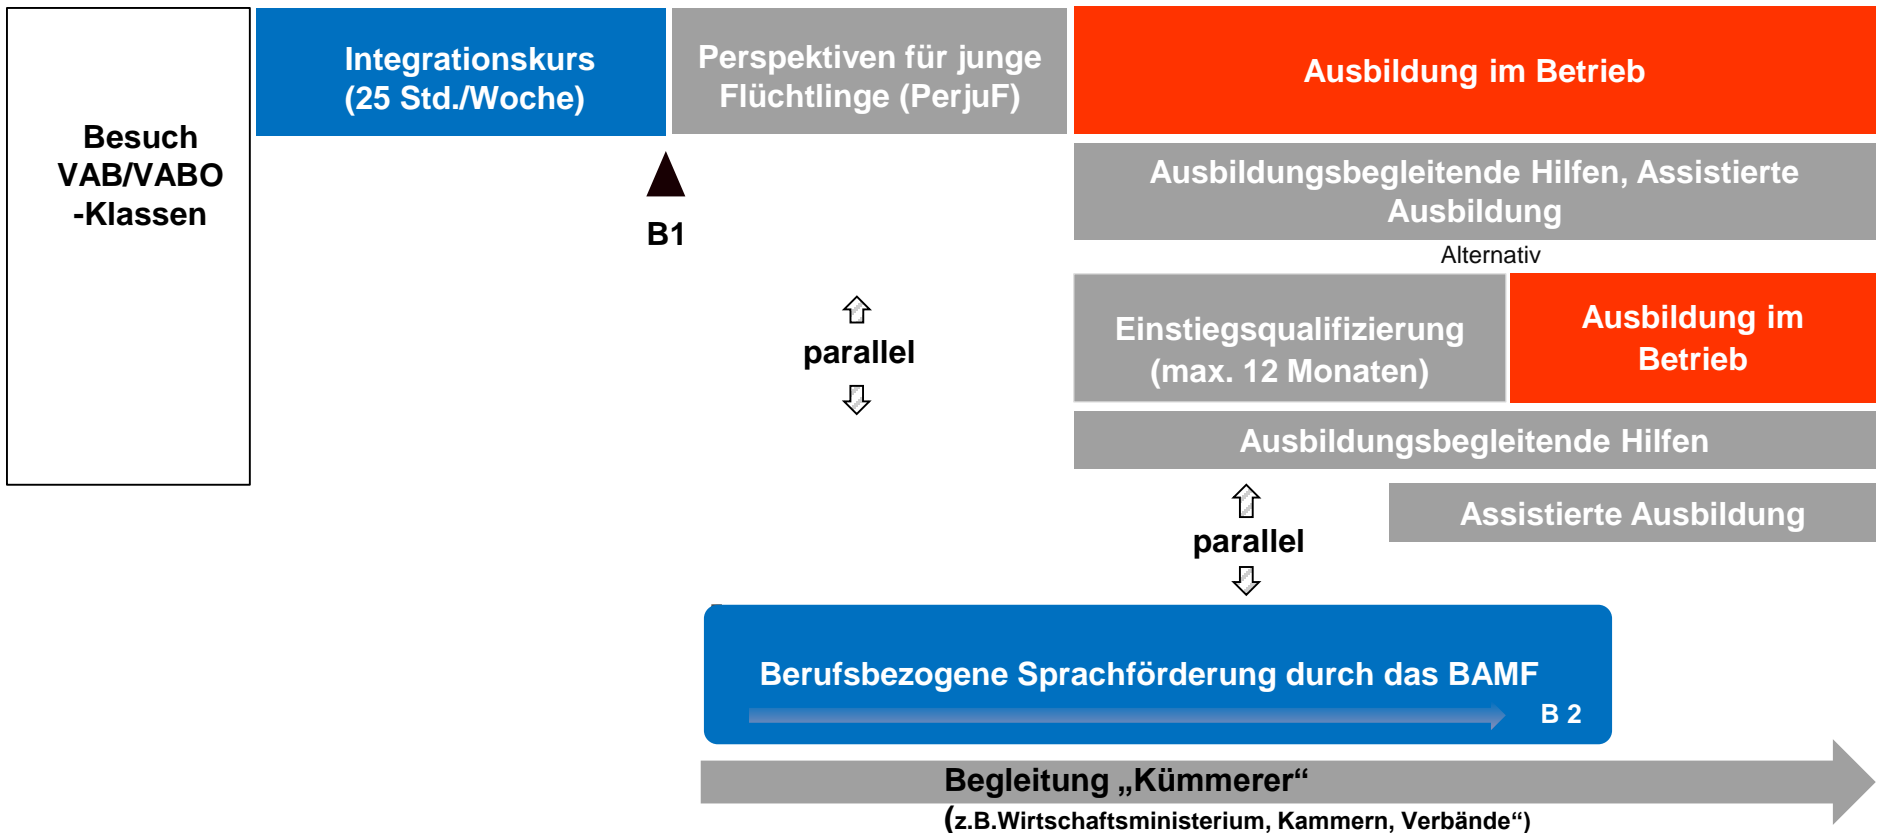 Besuch
VAB/VABO
-Klassen
Integrationskurs
(25 Std./Woche)
Perspektiven für junge
Flüchtlinge (PerjuF)
Ausbildung im Betrieb
B1
Ausbildungsbegleitende Hilfen, Assistierte
Ausbildung
Alternativ
parallel
Einstiegsqualifizierung
(max. 12 Monaten)
Ausbildung im
Betrieb
Ausbildungsbegleitende Hilfen
Assistierte Ausbildung
parallel
Berufsbezogene Sprachförderung durch das BAMF
B 2
Begleitung „Kümmerer“
(z.B.Wirtschaftsministerium, Kammern, Verbände“)